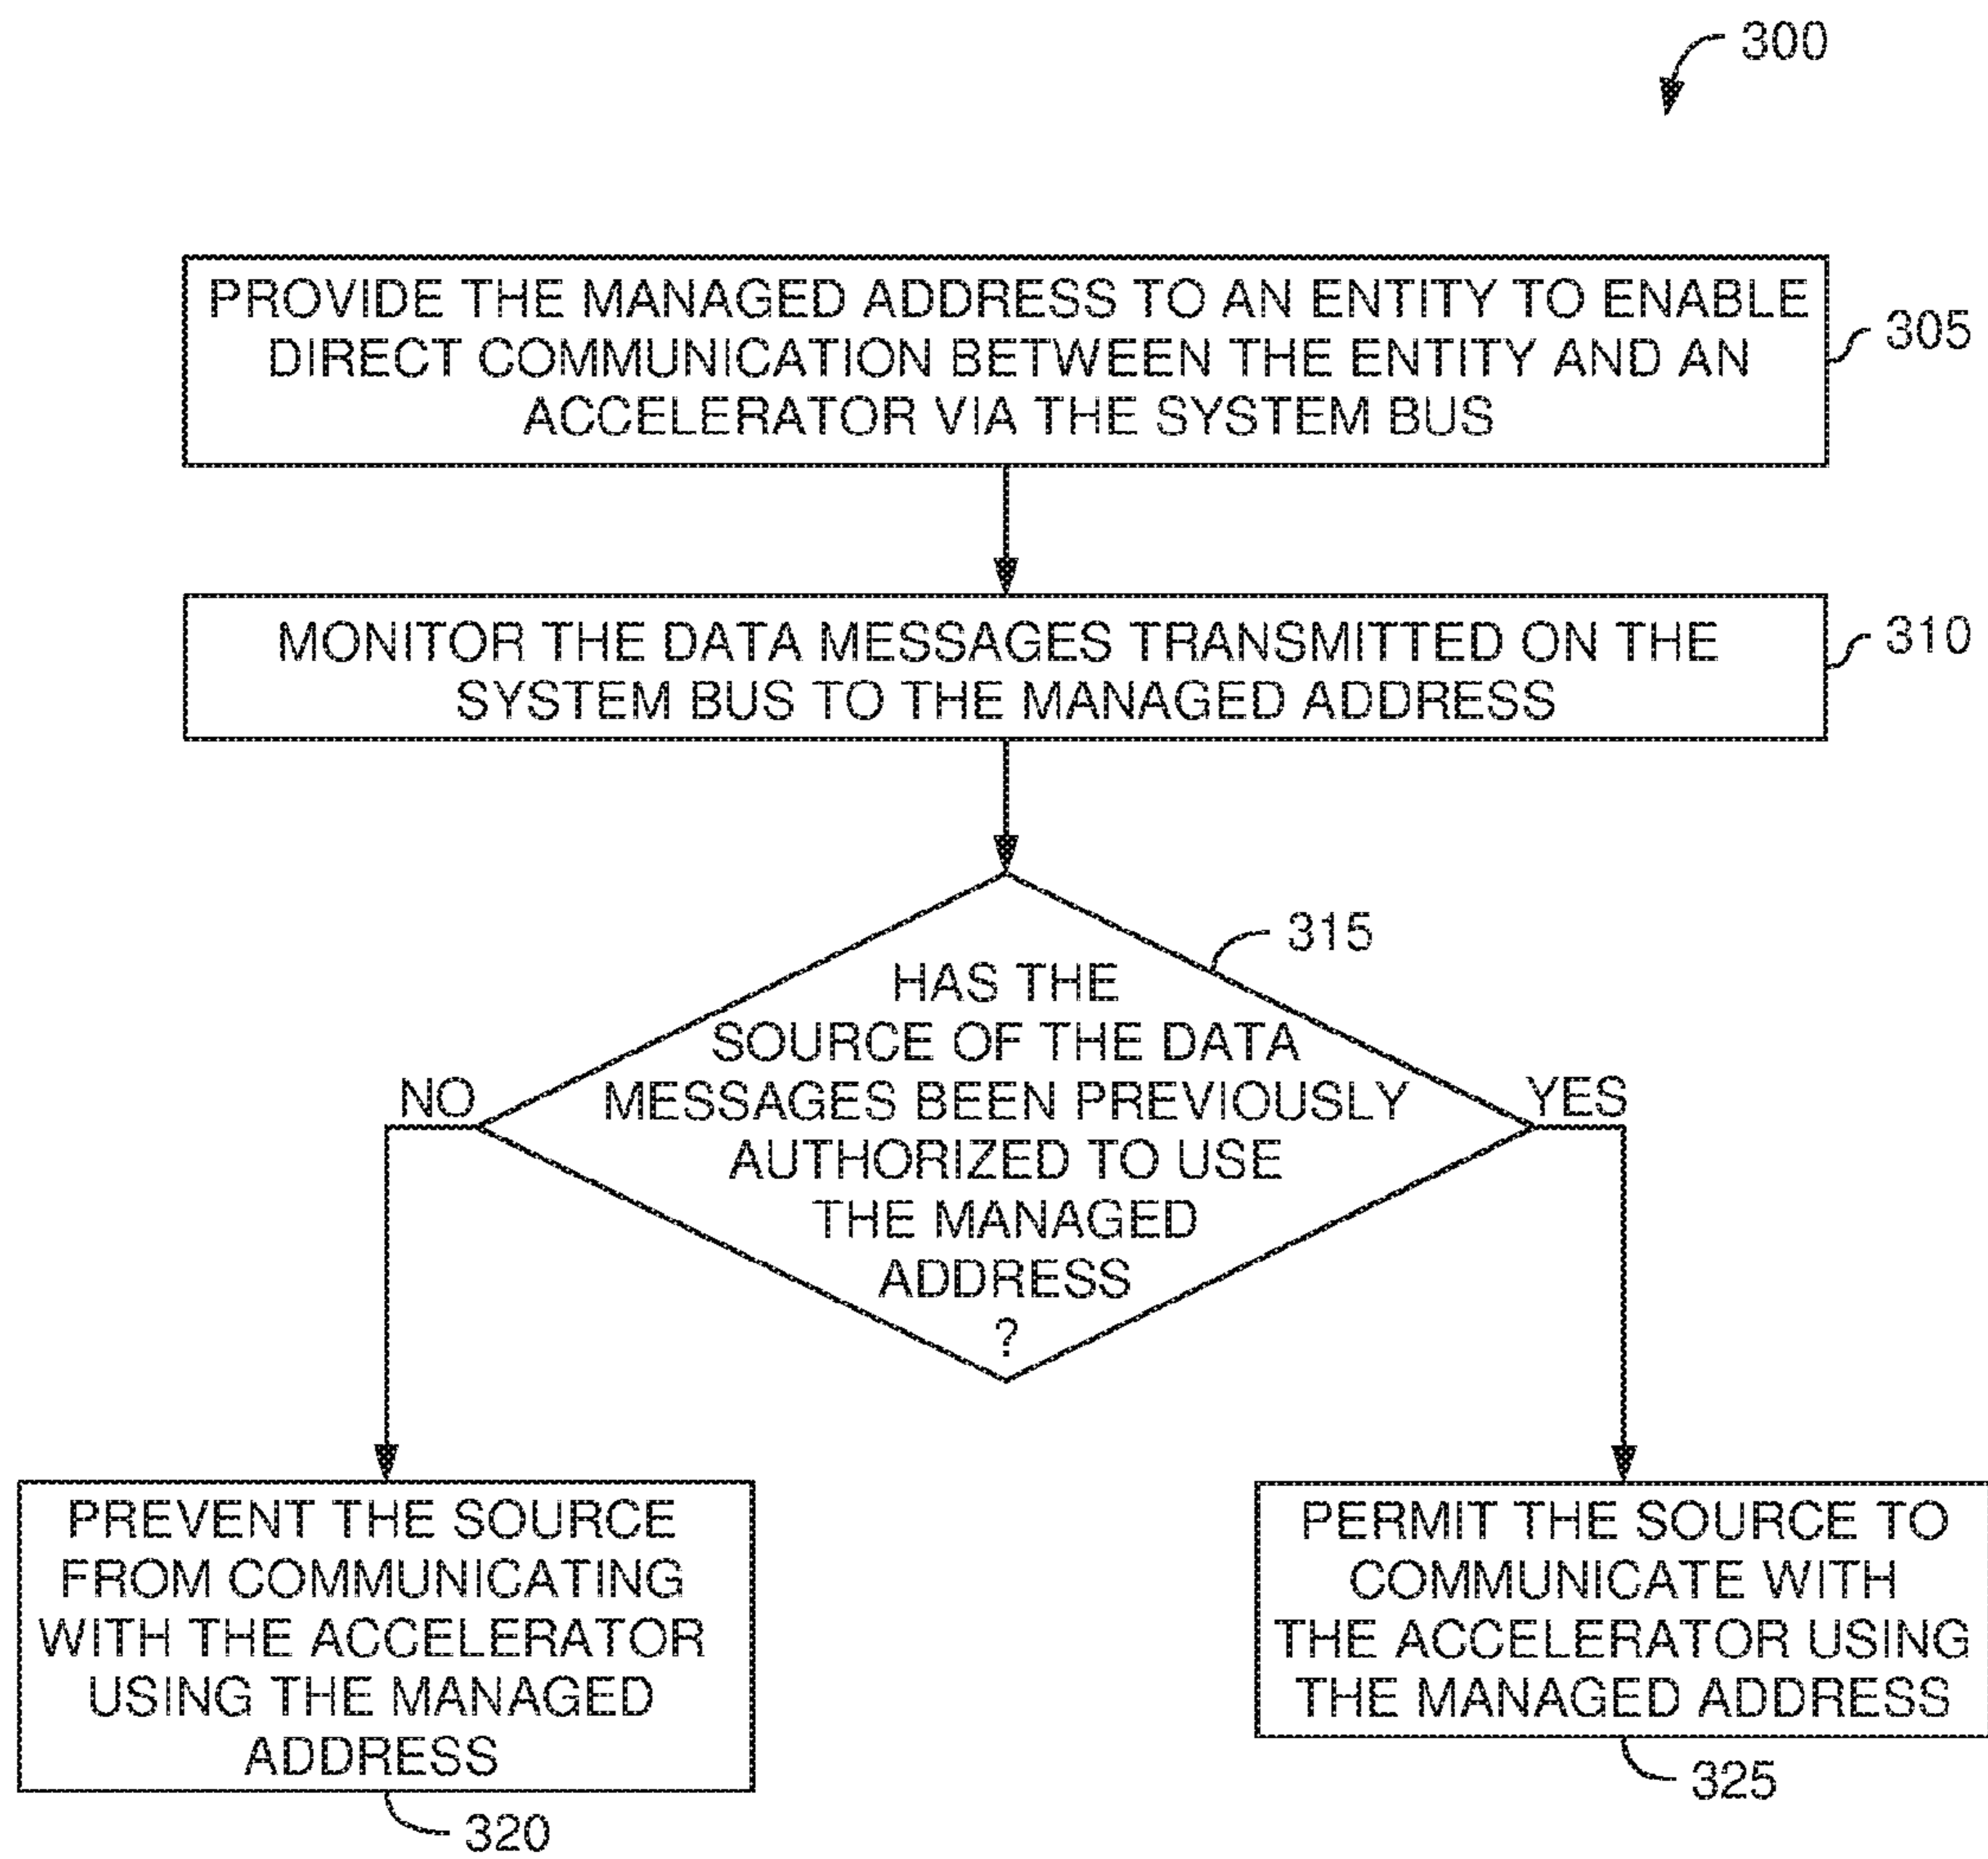 300
PROVIDE THE MANAGED ADDRESS TO AN ENTITY TO ENABLE
DIRECT COMMUNICATION BETWEEN THE ENTITY AND AN
ACCELERATOR VIA THE SYSTEM BUS
305
MONITOR THE DATA MESSAGES TRANSMITTED ON THE
SYSTEM BUS TO THE MANAGED ADDRESS
310
315
HAS THE
SOURCE OF THE DATA
MESSAGES BEEN PREVIOUSLY
AUTHORIZED TO USE
THE MANAGED
ADDRESS
?
NO
YES
PREVENT THE SOURCE
FROM COMMUNICATING
WITH THE ACCELERATOR
USING THE MANAGED
ADDRESS
320
PERMIT THE SOURCE TO
COMMUNICATE WITH
THE ACCELERATOR USING
THE MANAGED ADDRESS
325